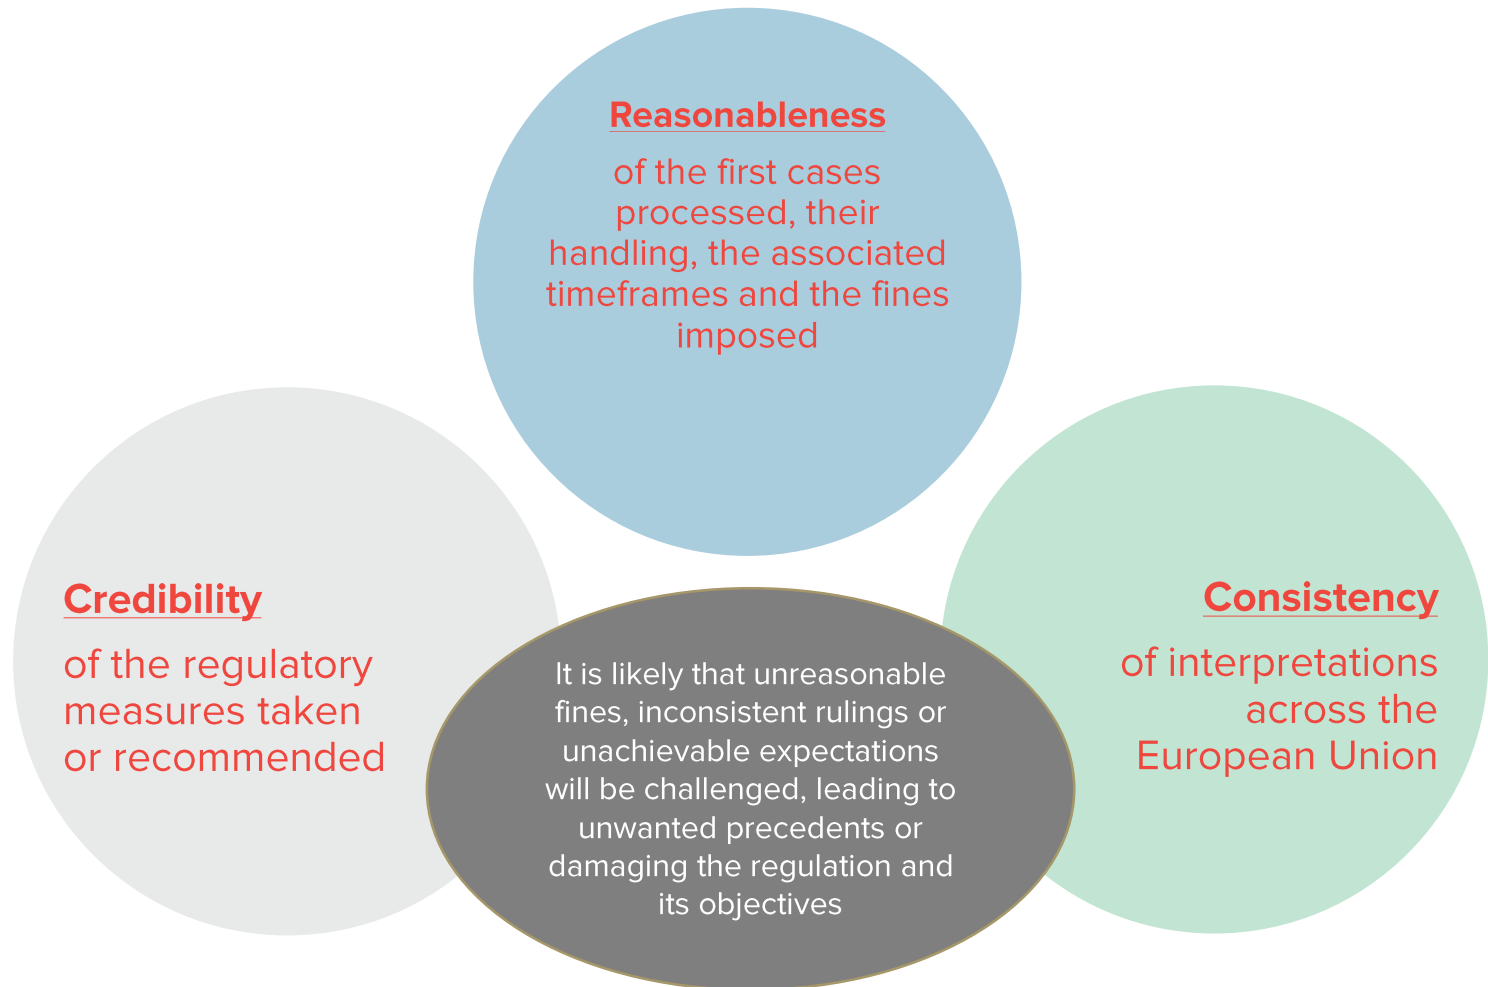 Reasonableness
of the first cases
processed, their
handling, the associated
timeframes and the fines
imposed
Credibility
of the regulatory
measures taken
or recommended
It is likely that unreasonable
fines, inconsistent rulings or
unachievable expectations
will be challenged, leading to
unwanted precedents or
damaging the regulation and
its objectives
Consistency
of interpretations
across the
European Union